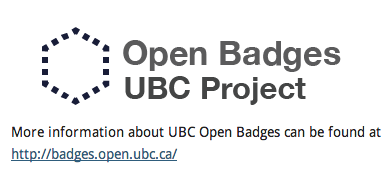 Open Badges
UBC Project
More information about UBC Open Badges can be found at
http://badges.open.ubc.ca/